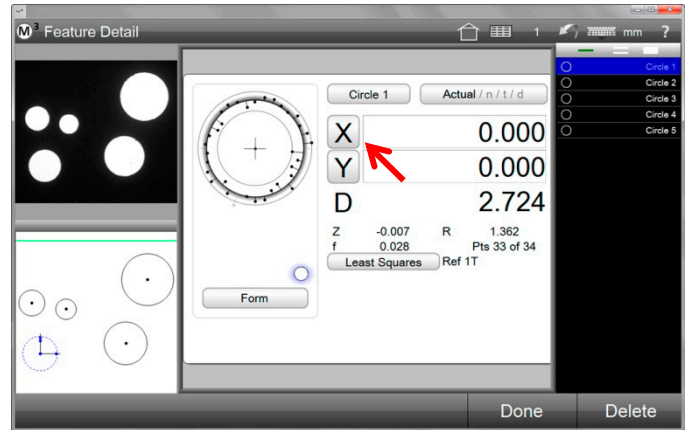 M³ Feature Detail 1 mm ?
Circle 1 Actual / n / t / d
X 0.000
Y 0.000
D 2.724
Z -0.007 R 1.362
f 0.028 Pts 33 of 34
Least Squares Ref 1T
Form
Circle 1
Circle 2
Circle 3
Circle 4
Circle 5
Done Delete